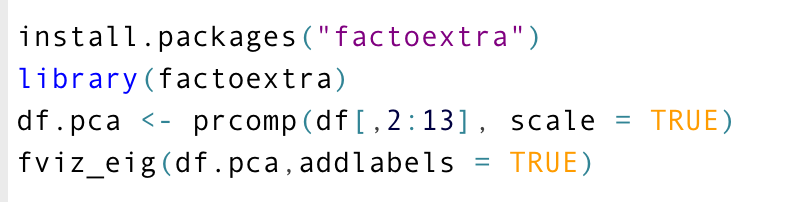 install.packages("factoextra")
library(factoextra)
df.pca <- prcomp(df[,2:13], scale = TRUE)
fviz_eig(df.pca,addlabels = TRUE)